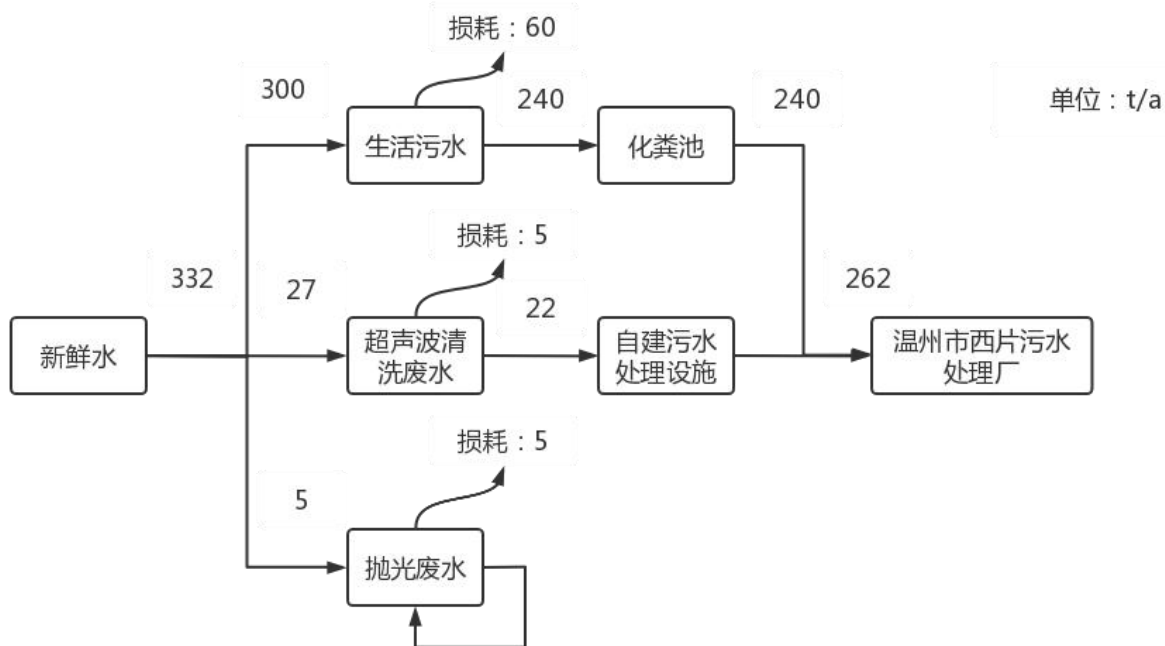 损耗：60
300
240
240
单位：t/a
生活污水
化粪池
损耗：5
332
27
22
262
新鲜水
超声波清
洗废水
自建污水
处理设施
温州市西片污水
处理厂
损耗：5
5
抛光废水